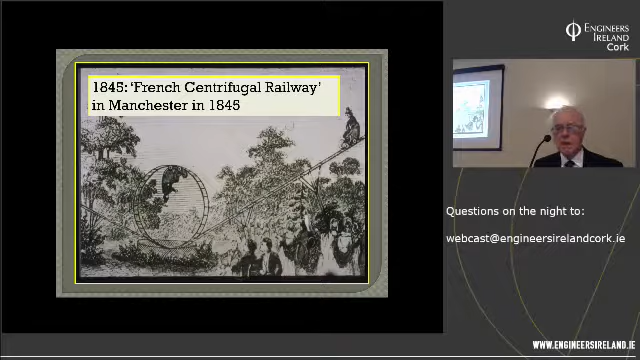 1845: ‘French Centrifugal Railway’
in Manchester in 1845
ENGINEERS
IRELAND
Cork
Questions on the night to:
webcast@engineersirelandcork.ie
WWW.ENGINEERSIRELAND.IE